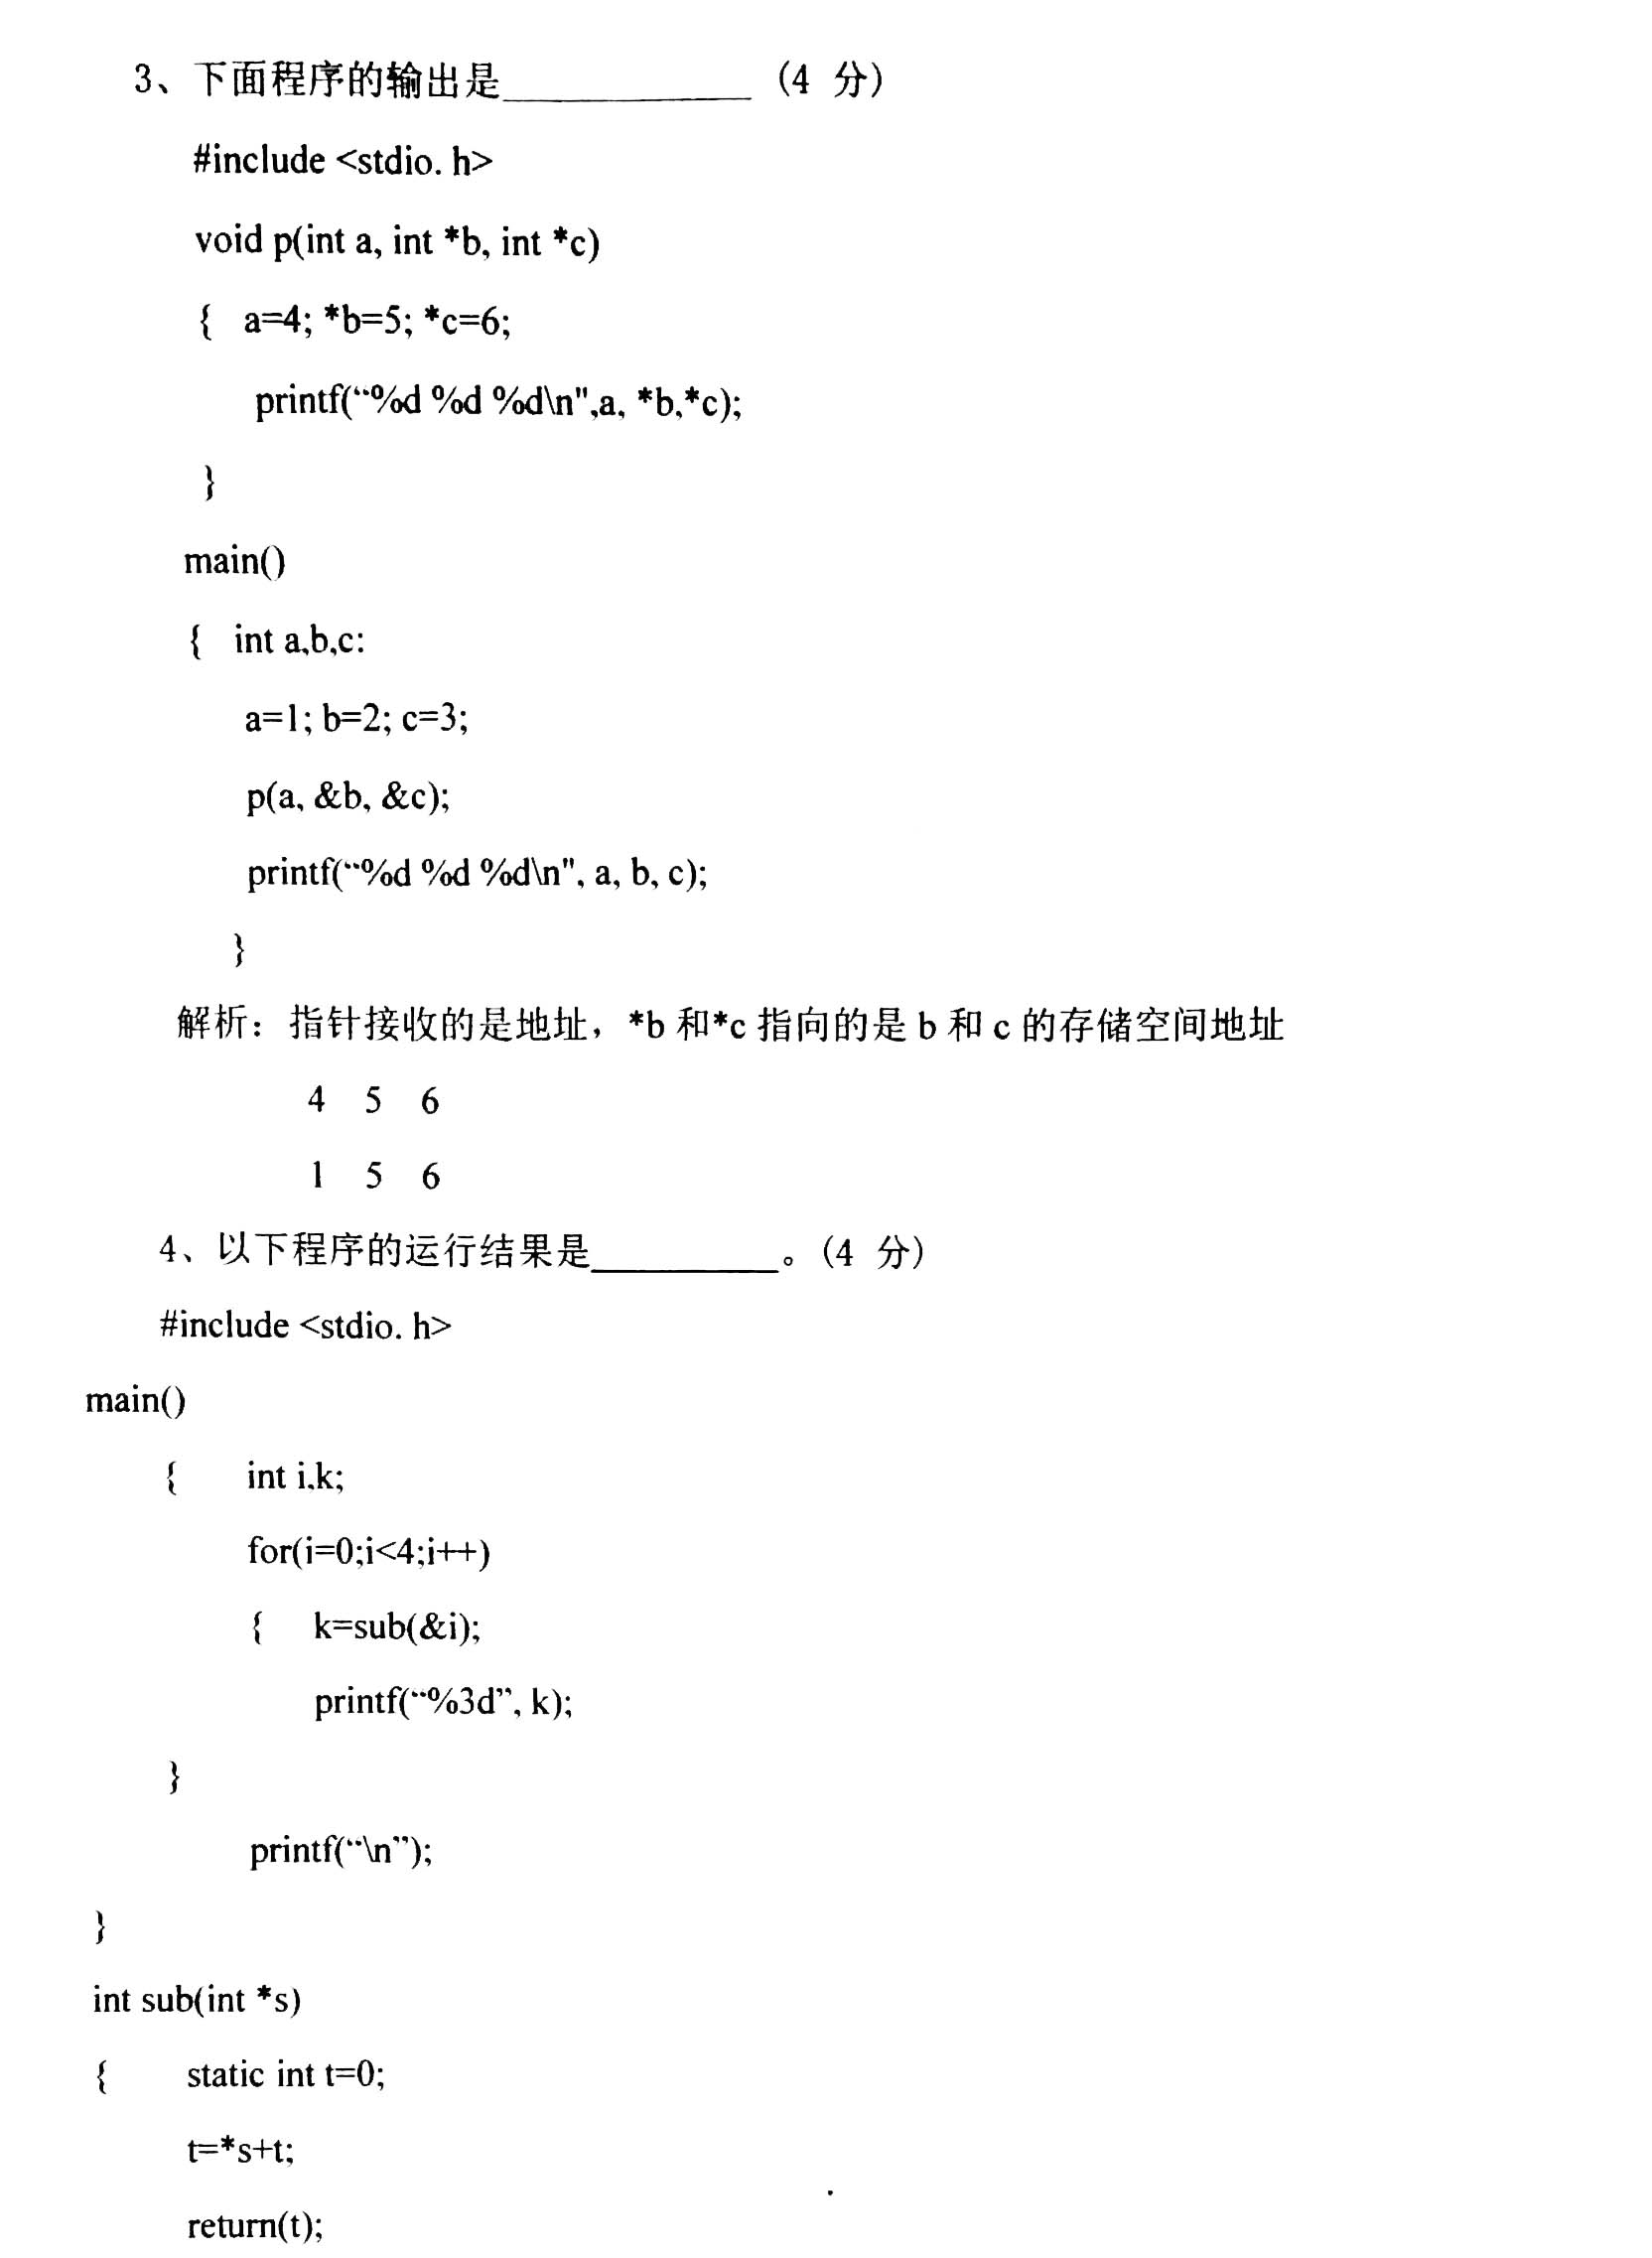 3、下面程序的输出是____________ (4 分)
#include <stdio. h>
void p(int a, int *b, int *c)
{ a=4; *b=5; *c=6;
printf(“%d %d %d\n",a, *b,*c);
}
main()
{ int a,b,c:
a=1; b=2; c=3;
p(a, &b, &c);
printf(“%d %d %d\n", a, b, c);
}
解析：指针接收的是地址，*b 和*c 指向的是 b 和 c 的存储空间地址
4 5 6
1 5 6
4、以下程序的运行结果是_________。(4 分)
#include <stdio. h>
main()
{ int i,k;
for(i=0;i<4;i++)
{ k=sub(&i);
printf(“%3d”, k);
}
printf(“\n”);
}
int sub(int *s)
{ static int t=0;
t=*s+t;
return(t);